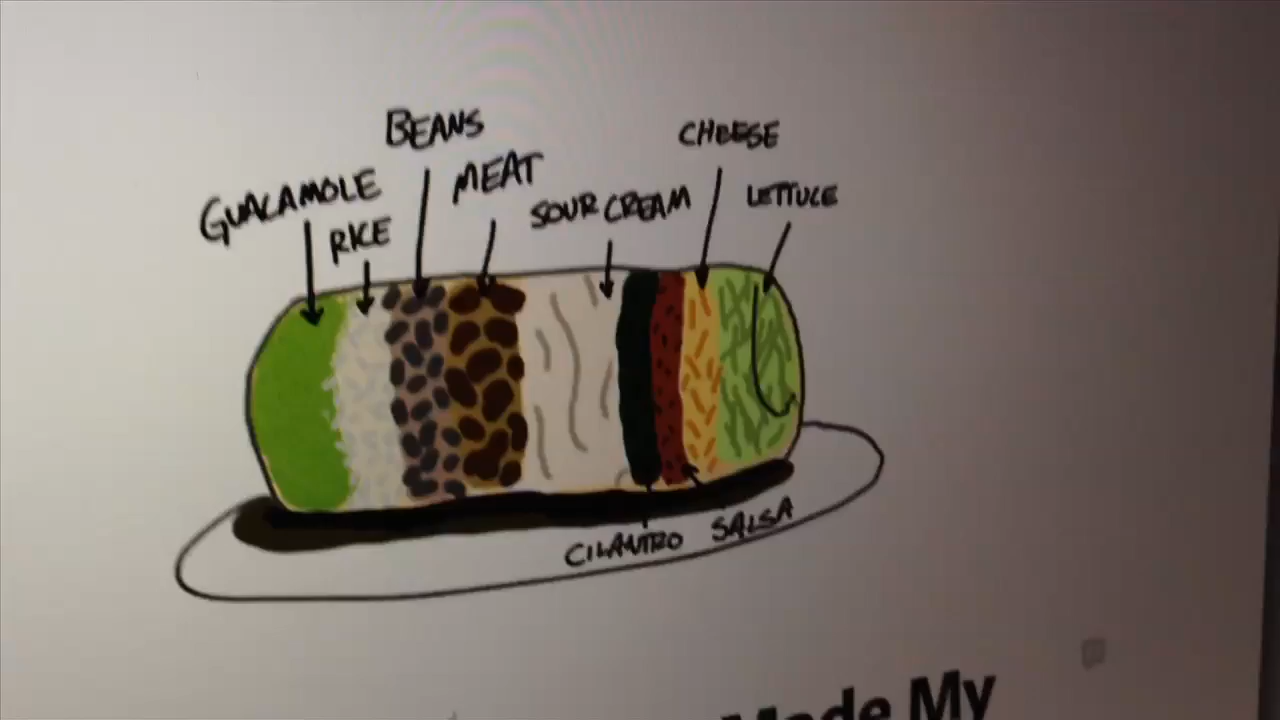 BEANS
CHEESE
MEAT
GUACAMOLE
SOUR CREAM
LETTUCE
RICE
CILANTRO
SALSA
Made My